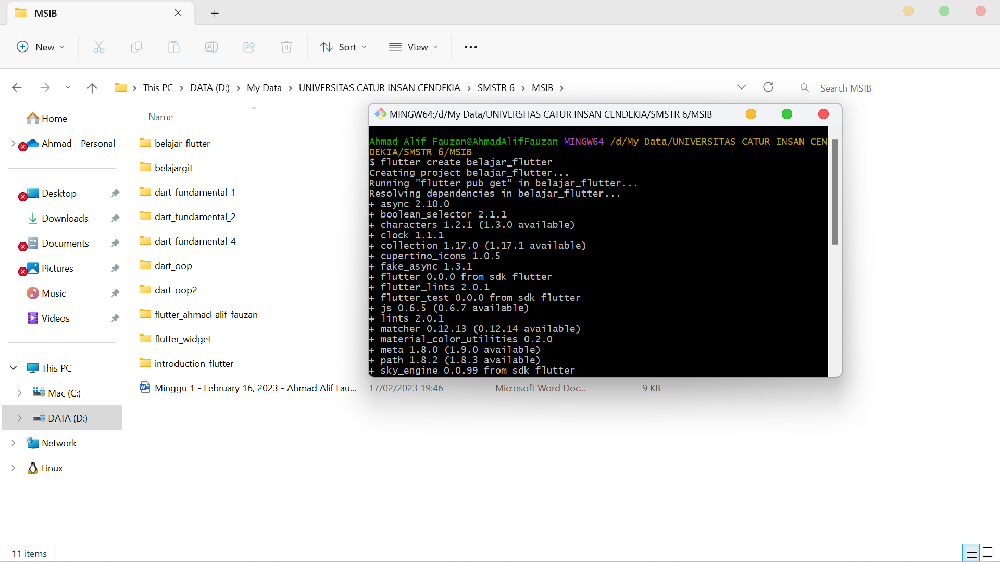 MSIB
New
Sort
View
This PC > DATA (D:) > My Data > UNIVERSITAS CATUR INSAN CENDEKIA > SMSTR 6 > MSIB >
Search MSIB
Home
Ahmad - Personal
Desktop
Downloads
Documents
Pictures
Music
Videos
This PC
Mac (C:)
DATA (D:)
Network
Linux
Name
belajar_flutter
belajargit
dart_fundamental_1
dart_fundamental_2
dart_fundamental_4
dart_oop
dart_oop2
flutter_ahmad-alif-fauzan
flutter_widget
introduction_flutter
Minggu 1 - February 16, 2023 - Ahmad Alif Fau... 17/02/2023 19:46 Microsoft Word Doc... 9 KB
MINGW64:/d/My Data/UNIVERSITAS CATUR INSAN CENDEKIA/SMSTR 6/MSIB
Ahmad Alif Fauzan@AhmadAlifFauzan MINGW64 /d/My Data/UNIVERSITAS CATUR INSAN CEN
DEKIA/SMSTR 6/MSIB
$ flutter create belajar_flutter
Creating project belajar_flutter...
Running "flutter pub get" in belajar_flutter...
Resolving dependencies in belajar_flutter...
+ async 2.10.0
+ boolean_selector 2.1.1
+ characters 1.2.1 (1.3.0 available)
+ clock 1.1.1
+ collection 1.17.0 (1.17.1 available)
+ cupertino_icons 1.0.5
+ fake_async 1.3.1
+ flutter 0.0.0 from sdk flutter
+ flutter_lints 2.0.1
+ flutter_test 0.0.0 from sdk flutter
+ js 0.6.5 (0.6.7 available)
+ lints 2.0.1
+ matcher 0.12.13 (0.12.14 available)
+ material_color_utilities 0.2.0
+ meta 1.8.0 (1.9.0 available)
+ path 1.8.2 (1.8.3 available)
+ sky_engine 0.0.99 from sdk flutter
11 items